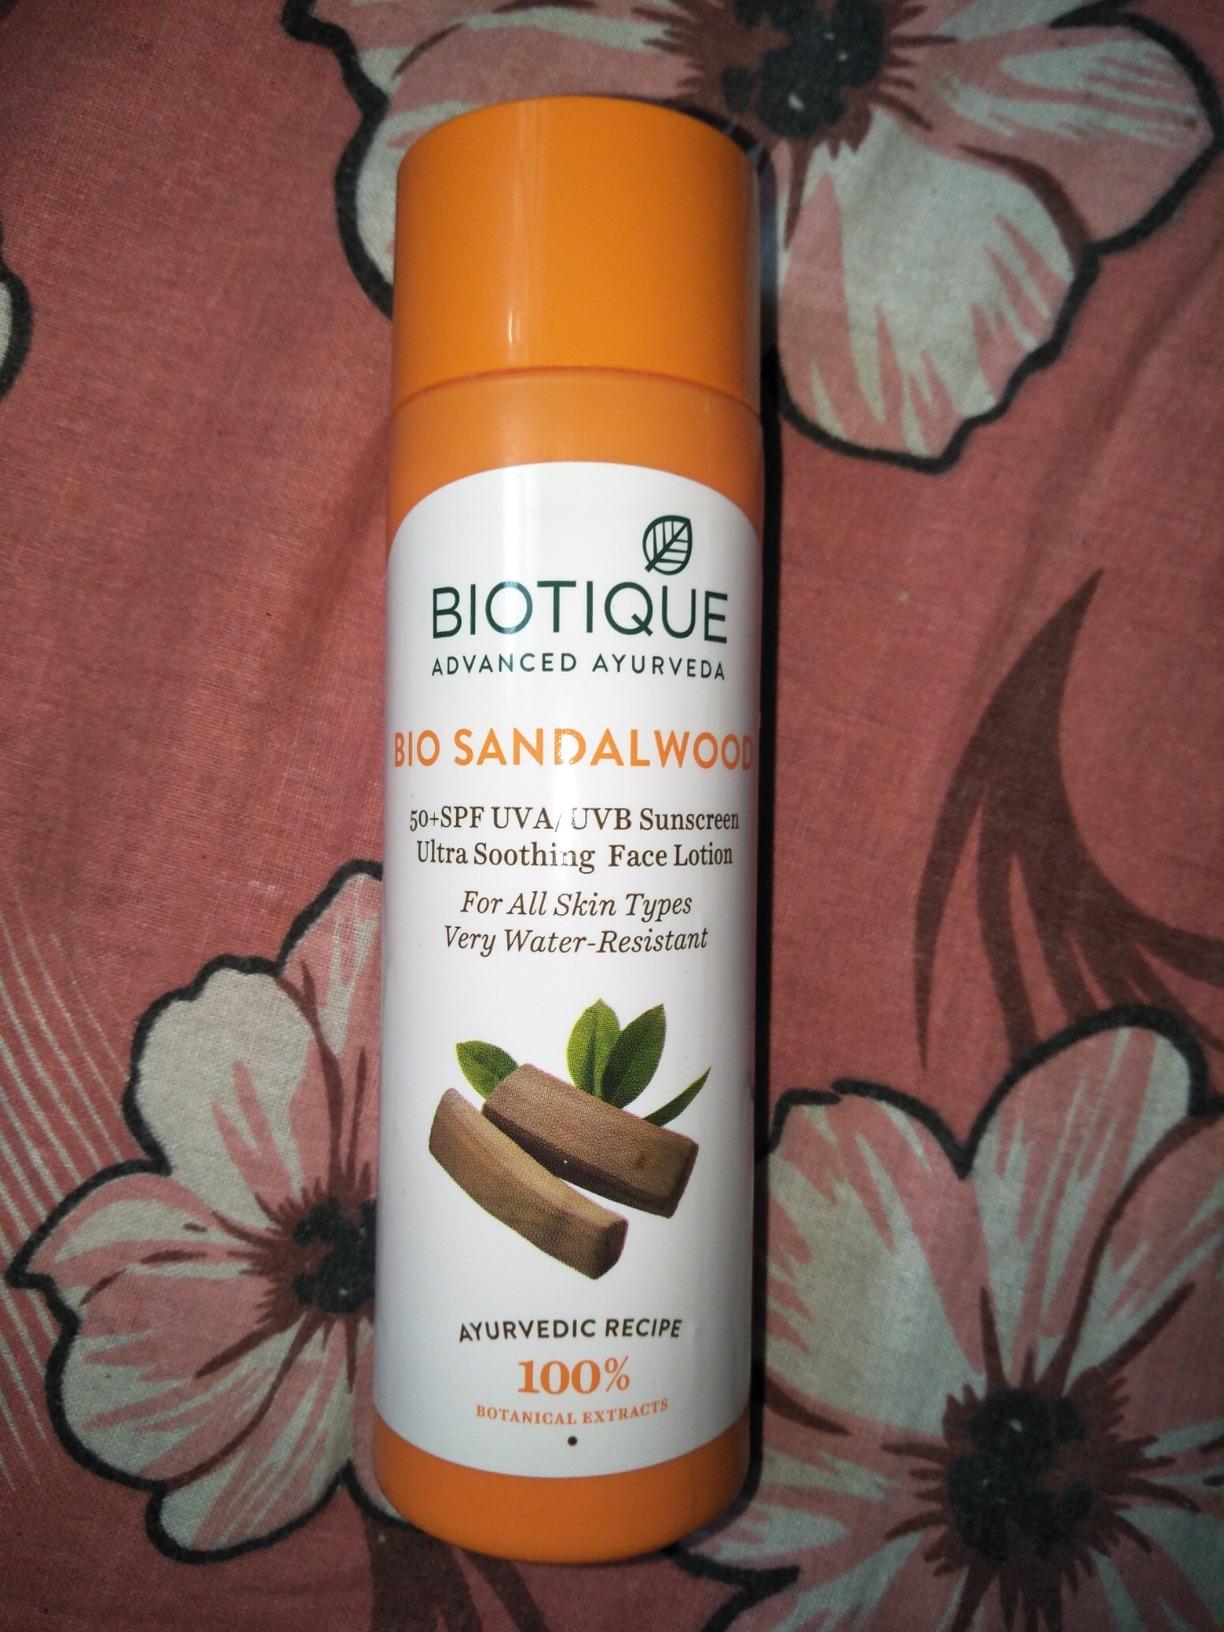 BIOTIQUE
ADVANCED AYURVEDA
BIO SANDALWOOD
50+SPF UVA/UVB Sunscreen
Ultra Soothing Face Lotion
For All Skin Types
Very Water-Resistant
AYURVEDIC RECIPE
100%
BOTANICAL EXTRACTS